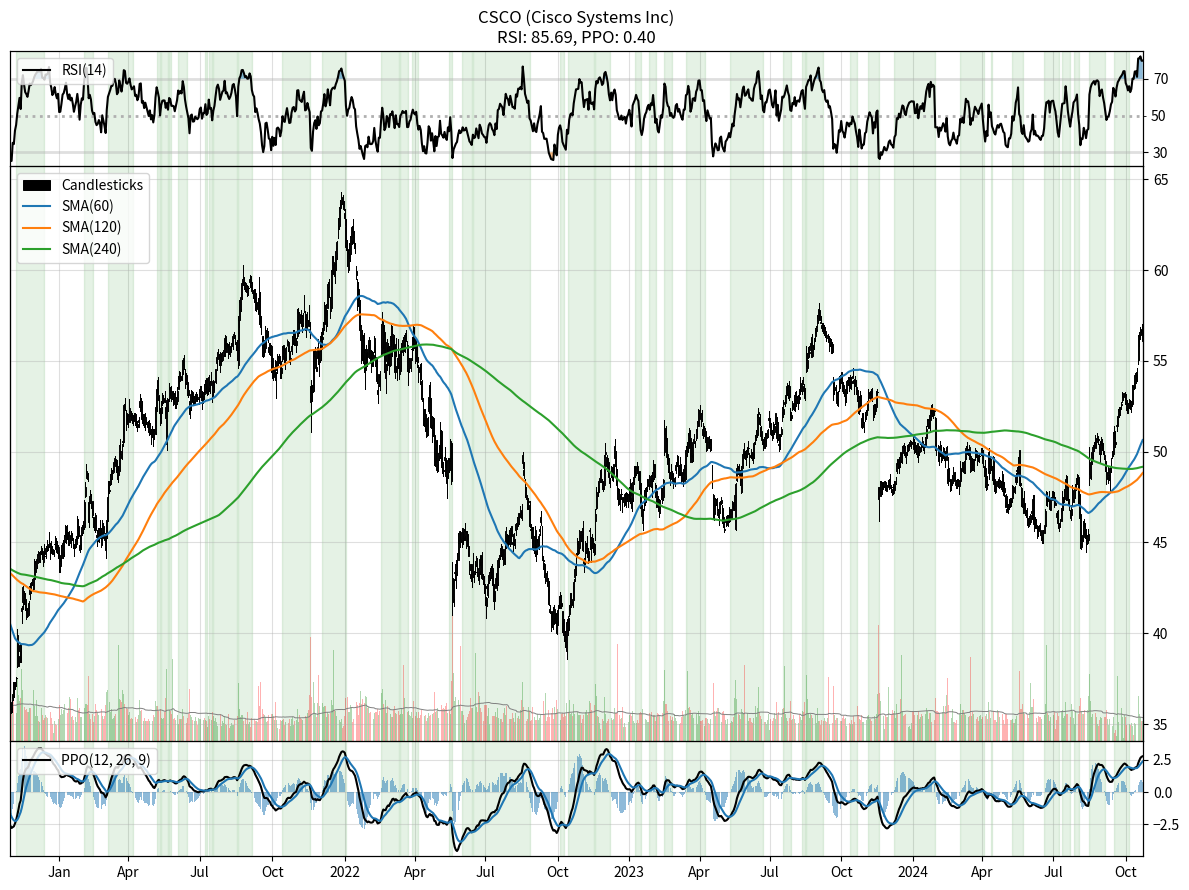 CSCO (Cisco Systems Inc)
RSI: 85.69, PPO: 0.40
RSI(14)
70
50
30
Candlesticks
SMA(60)
SMA(120)
SMA(240)
65
60
55
50
45
40
35
PPO(12, 26, 9)
2.5
0.0
−2.5
Jan Apr Jul Oct 2022 Apr Jul Oct 2023 Apr Jul Oct 2024 Apr Jul Oct